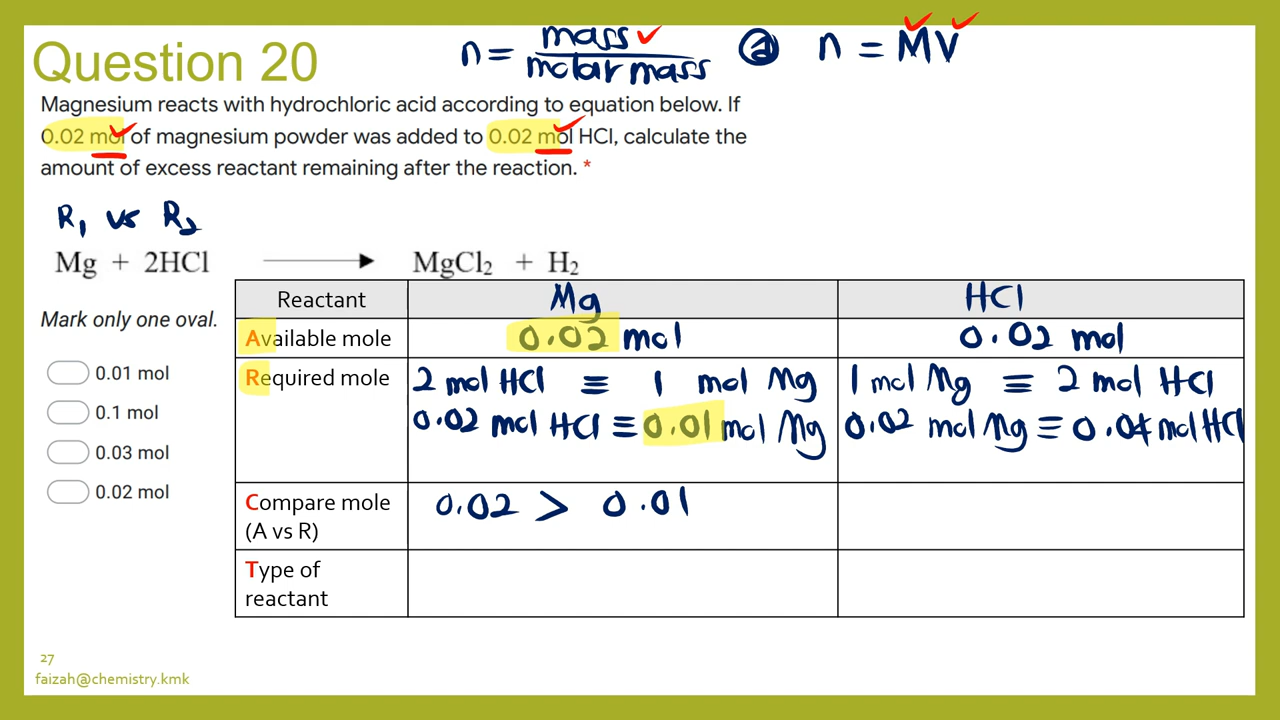 n = mass / molar mass @ n = MV
Question 20
Magnesium reacts with hydrochloric acid according to equation below. If
0.02 mol of magnesium powder was added to 0.02 mol HCl, calculate the
amount of excess reactant remaining after the reaction. *
R₁ vs R₂
Mg + 2HCl ⟶ MgCl₂ + H₂
Mark only one oval.
0.01 mol
0.1 mol
0.03 mol
0.02 mol
Reactant Mg HCl
Available mole 0.02 mol 0.02 mol
Required mole 2 mol HCl ≡ 1 mol Mg 1 mol Mg ≡ 2 mol HCl
0.02 mol HCl ≡ 0.01 mol Mg 0.02 mol Mg ≡ 0.04 mol HCl
Compare mole 0.02 > 0.01
(A vs R)
Type of
reactant
27
faizah@chemistry.kmk